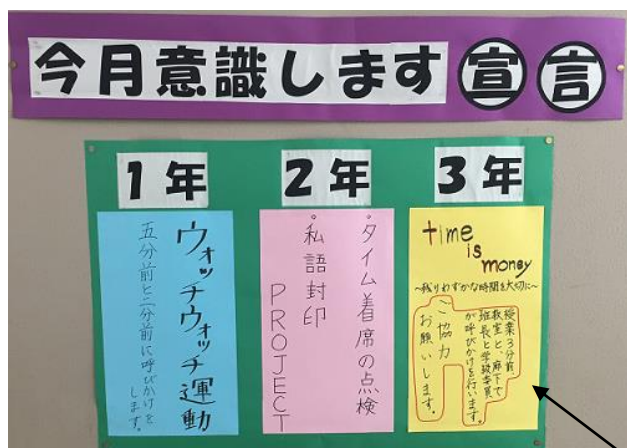 今月意識します宣言
1年
ウォッチウォッチ運動
五分前と二分前に呼びかけを
します。
2年
・タイム着席の点検
・私語封印
PROJECT
3年
time
is
money
~残りわずかな時間を大切に~
授業3分前、
教室と、廊下で
班長と学級委員
が呼びかけを行います。
ご協力
お願いします。